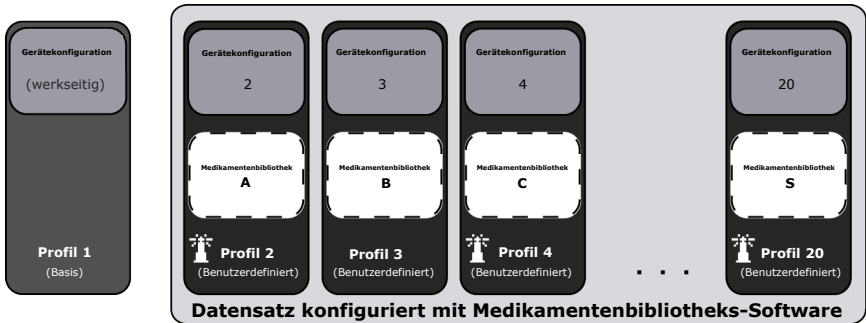 Gerätekonfiguration
(werkseitig)
Profil 1
(Basis)
Gerätekonfiguration
2
Medikamentenbibliothek
A
Profil 2
(Benutzerdefiniert)
Gerätekonfiguration
3
Medikamentenbibliothek
B
Profil 3
(Benutzerdefiniert)
Gerätekonfiguration
4
Medikamentenbibliothek
C
Profil 4
(Benutzerdefiniert)
. . .
Gerätekonfiguration
20
Medikamentenbibliothek
S
Profil 20
(Benutzerdefiniert)
Datensatz konfiguriert mit Medikamentenbibliotheks-Software